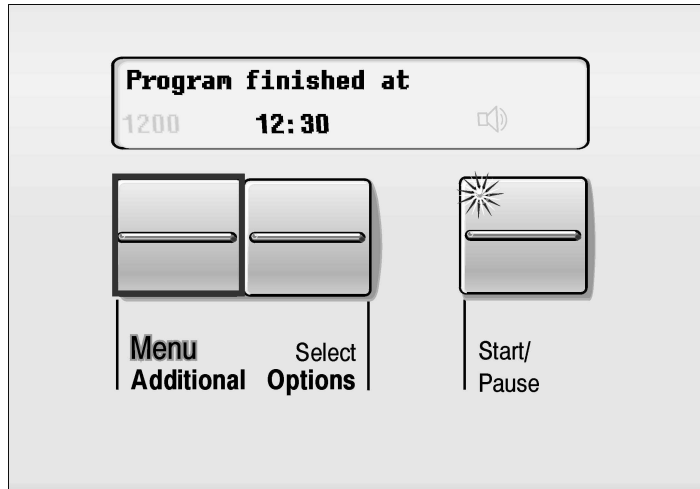 Program finished at
1200 12:30
Menu Select
Additional Options
Start/
Pause